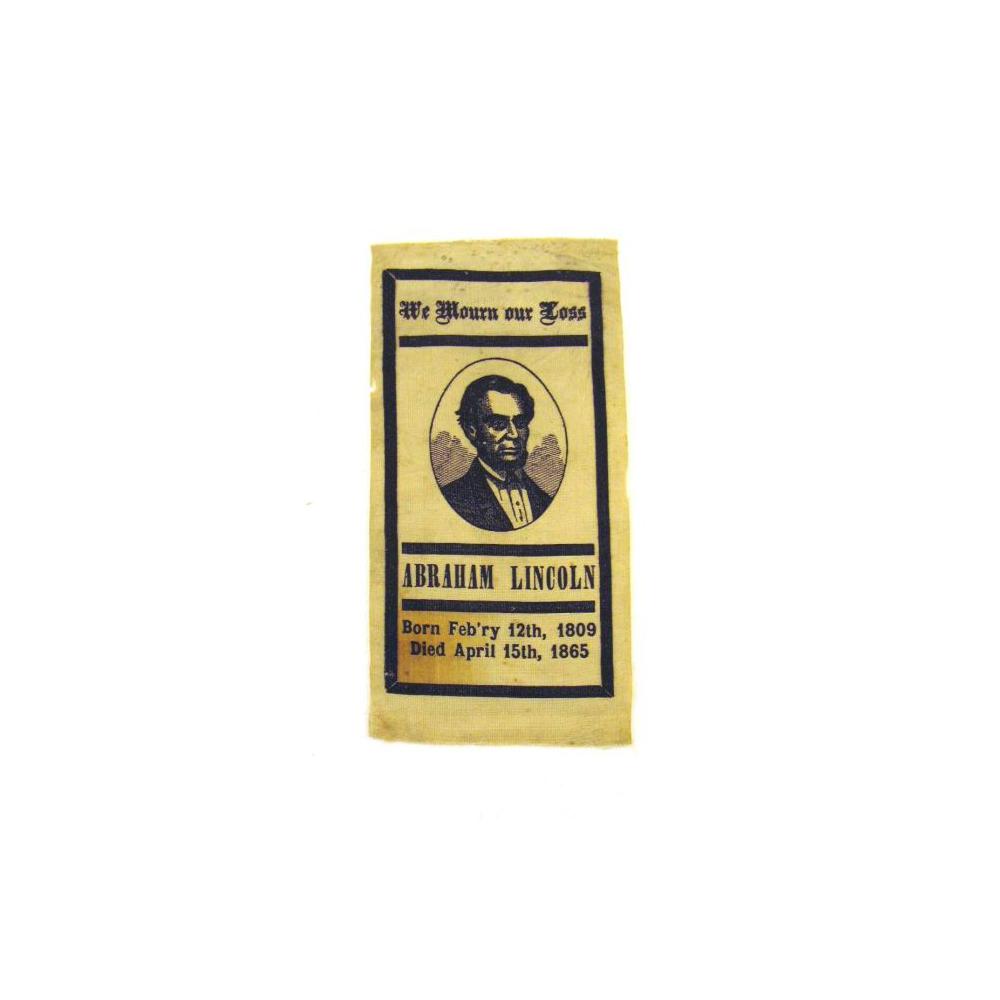 We Mourn our Loss
ABRAHAM LINCOLN
Born Feb'ry 12th, 1809
Died April 15th, 1865